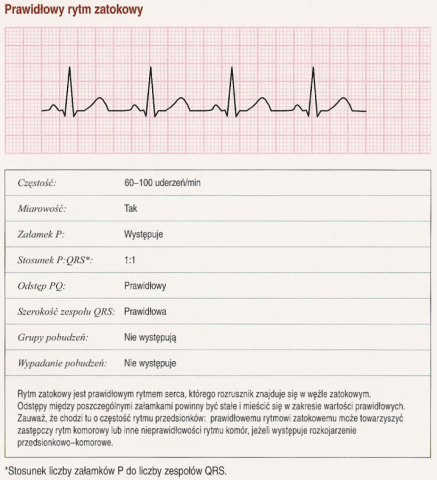 Prawidłowy rytm zatokowy
Częstość: 60–100 uderzeń/min
Miarowość: Tak
Załamek P: Występuje
Stosunek P:QRS*: 1:1
Odstęp PQ: Prawidłowy
Szerokość zespołu QRS: Prawidłowa
Grupy pobudzeń: Nie występują
Wypadanie pobudzeń: Nie występuje
Rytm zatokowy jest prawidłowym rytmem serca, którego rozrusznik znajduje się w węźle zatokowym.
Odstępy między poszczególnymi załamkami powinny być stałe i mieścić się w zakresie wartości prawidłowych.
Zauważ, że chodzi tu o częstość rytmu przedsionków: prawidłowemu rytmowi zatokowemu może towarzyszyć
zastępczy rytm komorowy lub inne nieprawidłowości rytmu komór, jeżeli występuje rozkojarzenie
przedsionkowo–komorowe.
*Stosunek liczby załamków P do liczby zespołów QRS.